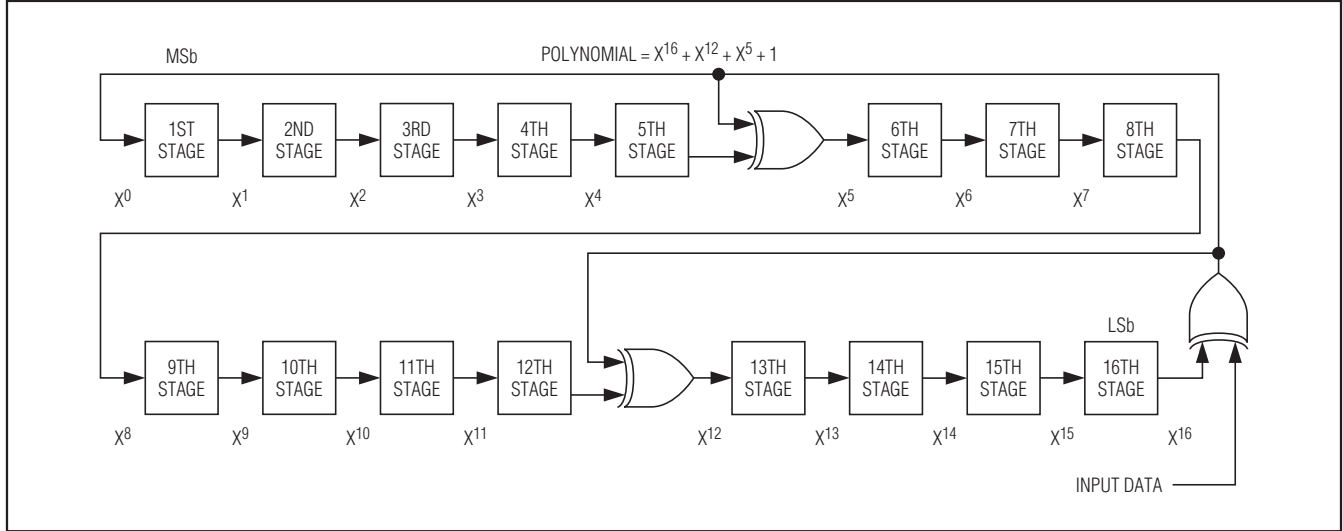 MSb
POLYNOMIAL = X16 + X12 + X5 + 1
1ST
STAGE
2ND
STAGE
3RD
STAGE
4TH
STAGE
5TH
STAGE
6TH
STAGE
7TH
STAGE
8TH
STAGE
X0
X1
X2
X3
X4
X5
X6
X7
LSb
9TH
STAGE
10TH
STAGE
11TH
STAGE
12TH
STAGE
13TH
STAGE
14TH
STAGE
15TH
STAGE
16TH
STAGE
X8
X9
X10
X11
X12
X13
X14
X15
X16
INPUT DATA